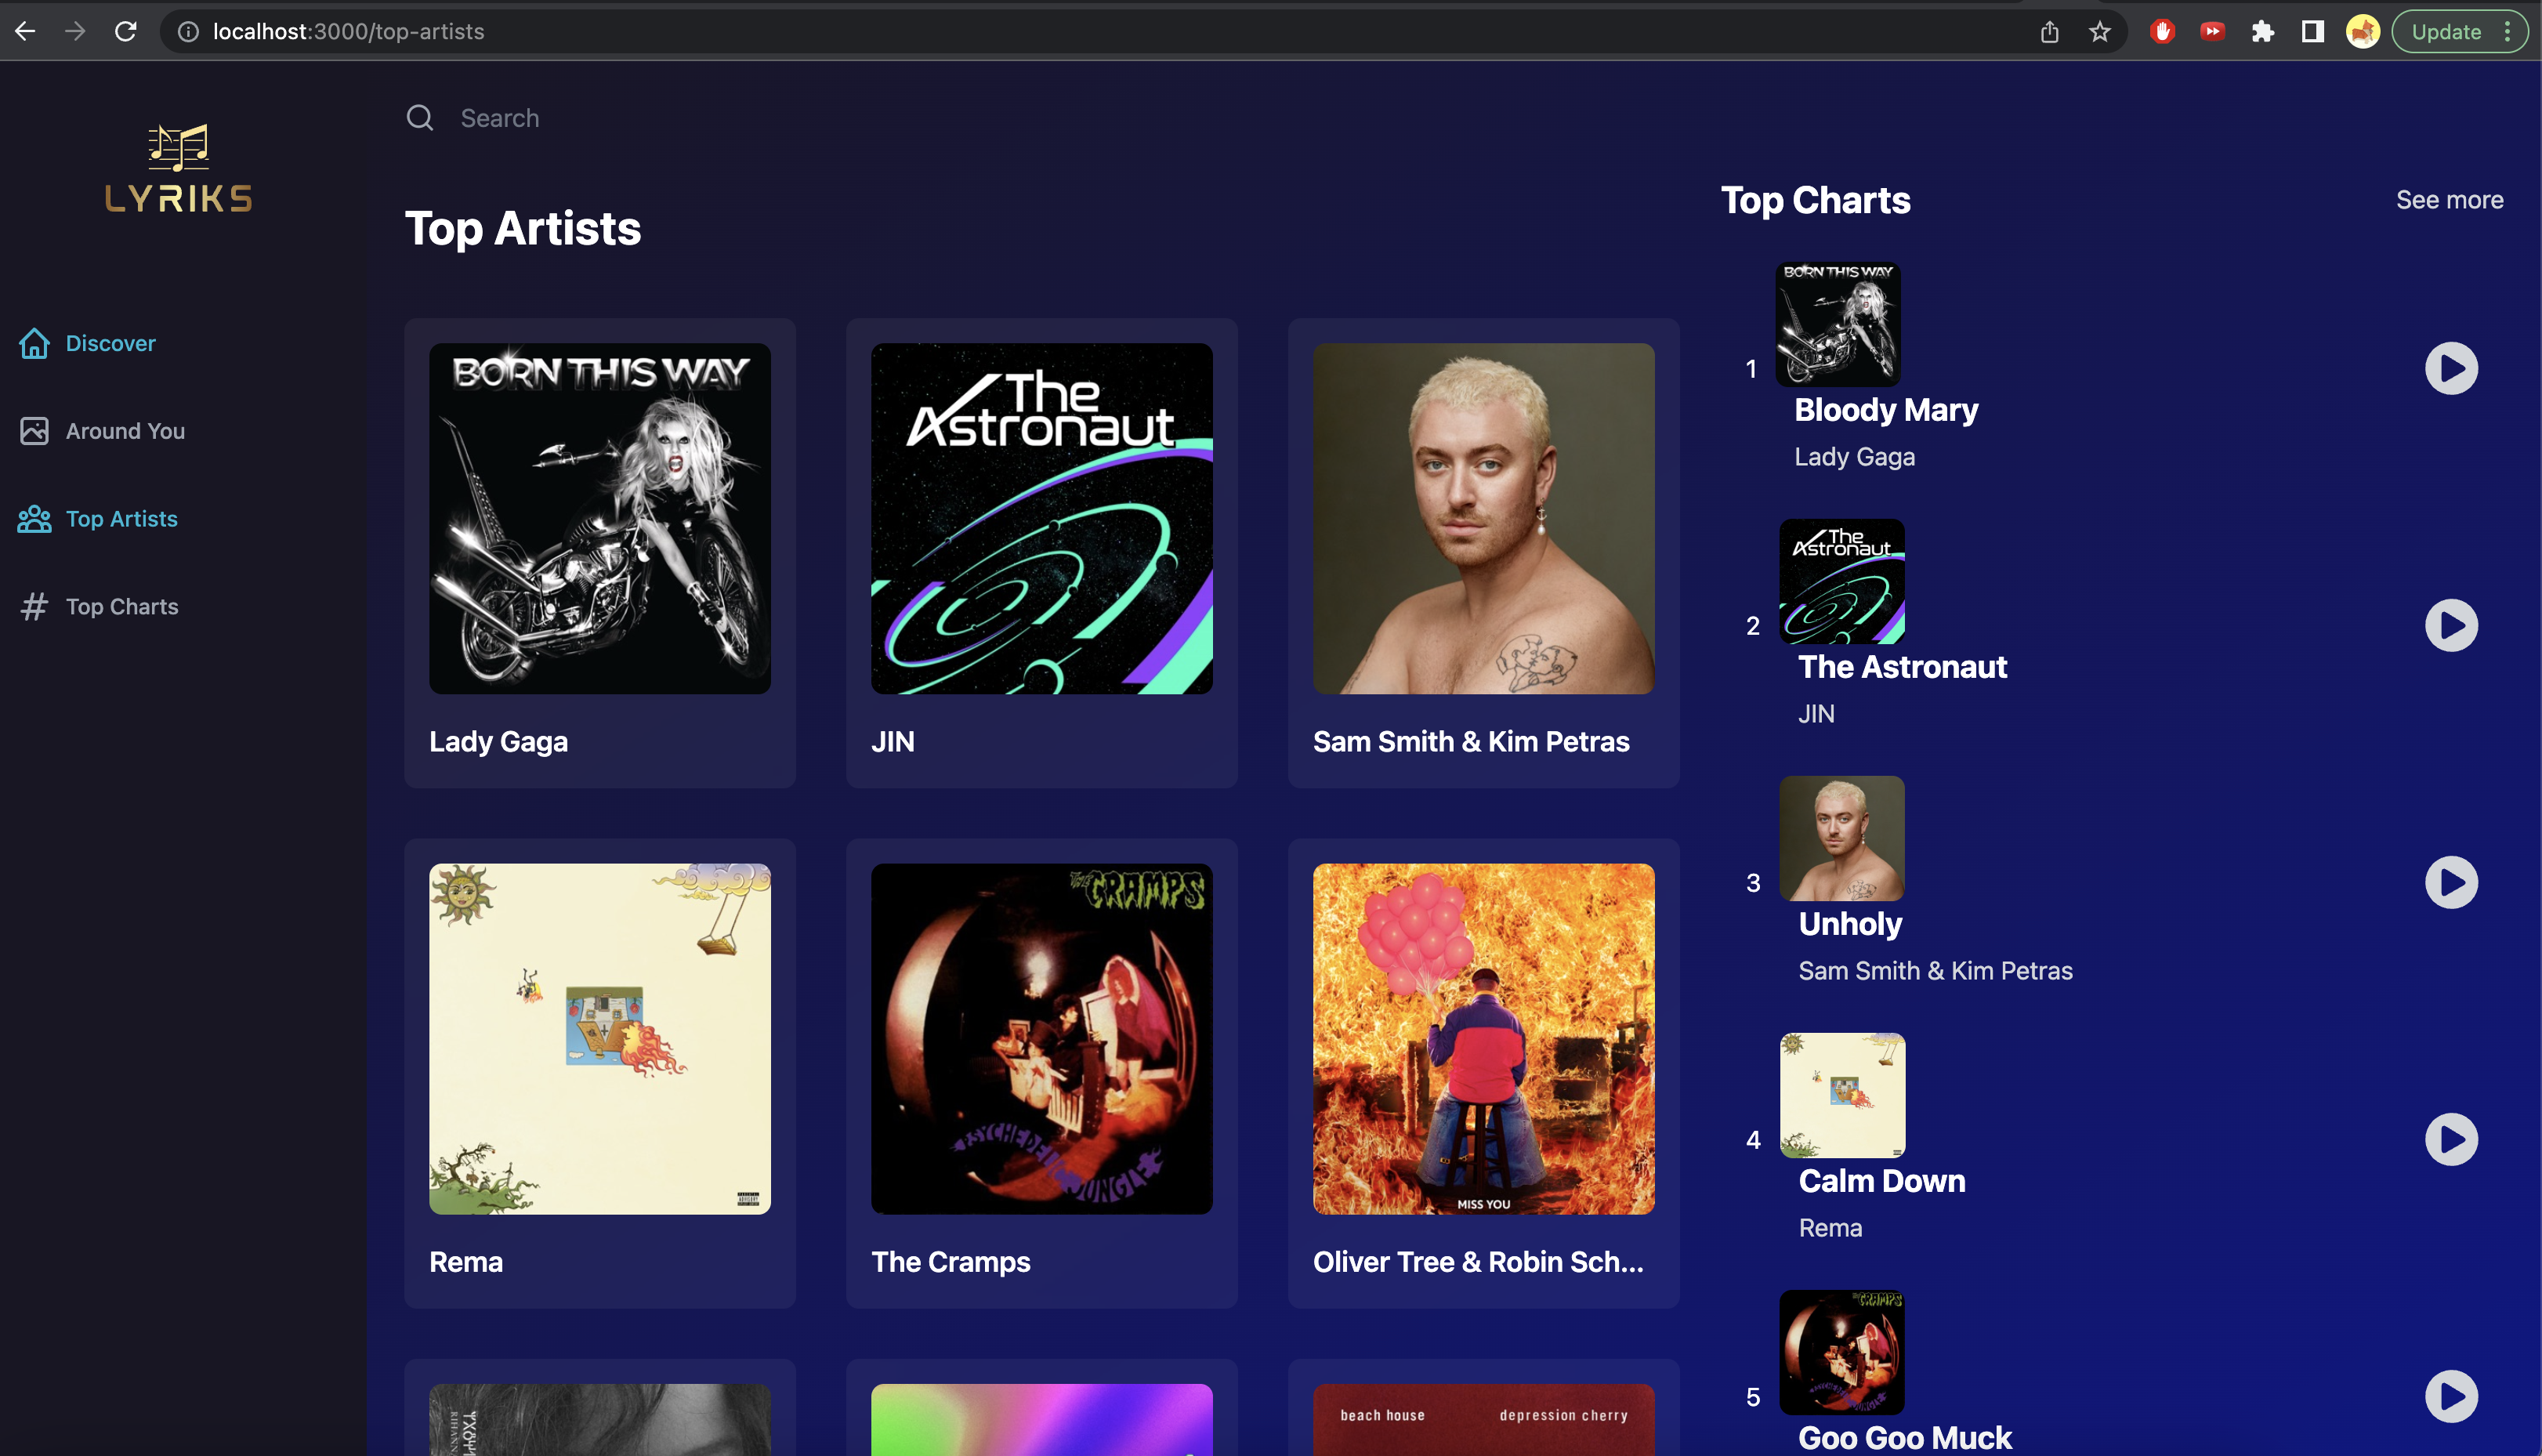 localhost:3000/top-artists
Update
LYRIKS
Discover
Around You
Top Artists
Top Charts
Search
Top Artists
BORN THIS WAY
Lady Gaga
The
Astronaut
JIN
Sam Smith & Kim Petras
Rema
THE CRAMPS
PSYCHEDELIC JUNGLE
The Cramps
MISS YOU
Oliver Tree & Robin Sch...
beach house
depression cherry
Top Charts
See more
1
BORN THIS WAY
Bloody Mary
Lady Gaga
2
The
Astronaut
The Astronaut
JIN
3
Unholy
Sam Smith & Kim Petras
4
Calm Down
Rema
5
THE CRAMPS
Goo Goo Muck